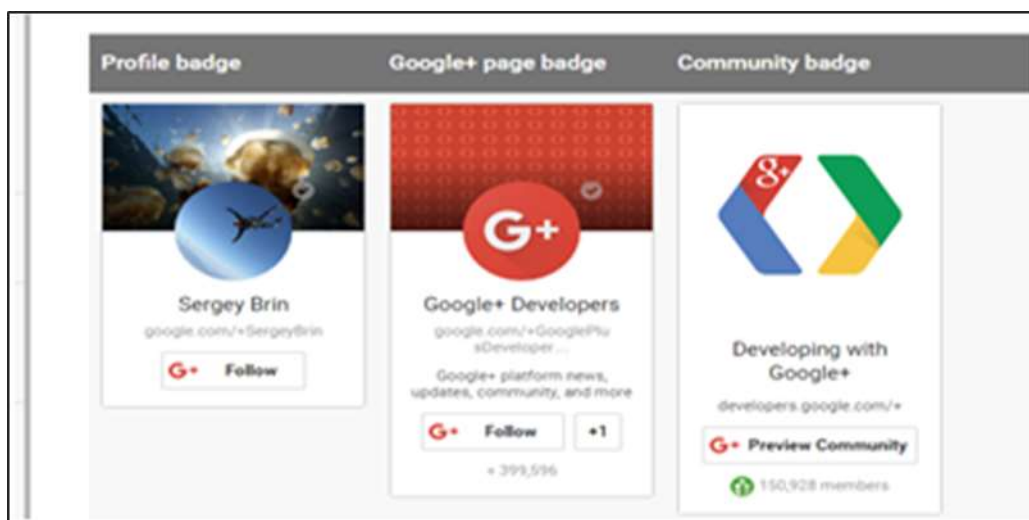 Profile badge
Google+ page badge
Community badge
Sergey Brin
google.com/+SergeyBrin
G+ Follow
G+
Google+ Developers
google.com/+GooglePlu
sDeveloper...
Google+ platform news,
updates, community, and more
G+ Follow
+1
+ 399,596
g+
Developing with
Google+
developers.google.com/+
G+ Preview Community
150,928 members